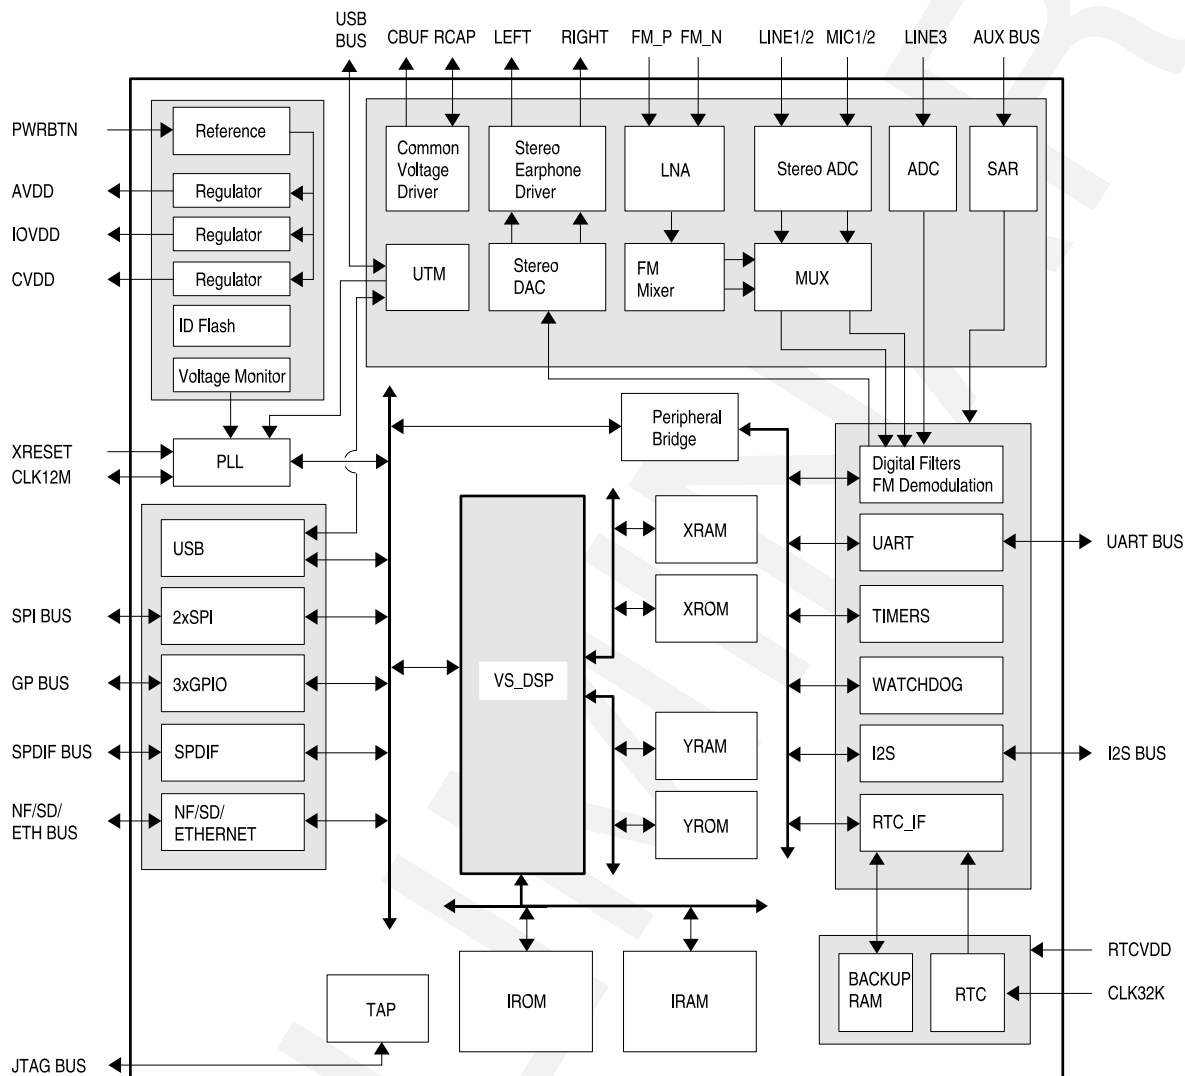 USB
BUS
CBUF RCAP LEFT RIGHT FM_P FM_N LINE1/2 MIC1/2 LINE3 AUX BUS
PWRBTN
Reference
AVDD
Regulator
IOVDD
Regulator
CVDD
Regulator
ID Flash
Voltage Monitor
Common
Voltage
Driver
Stereo
Earphone
Driver
LNA
Stereo ADC
ADC
SAR
UTM
Stereo
DAC
FM
Mixer
MUX
XRESET
CLK12M
PLL
Peripheral
Bridge
Digital Filters
FM Demodulation
USB
XRAM
UART
UART BUS
SPI BUS
2xSPI
XROM
TIMERS
GP BUS
3xGPIO
VS_DSP
WATCHDOG
SPDIF BUS
SPDIF
YRAM
I2S
I2S BUS
NF/SD/
ETH BUS
NF/SD/
ETHERNET
YROM
RTC_IF
TAP
IROM
IRAM
BACKUP
RAM
RTC
RTCVDD
CLK32K
JTAG BUS